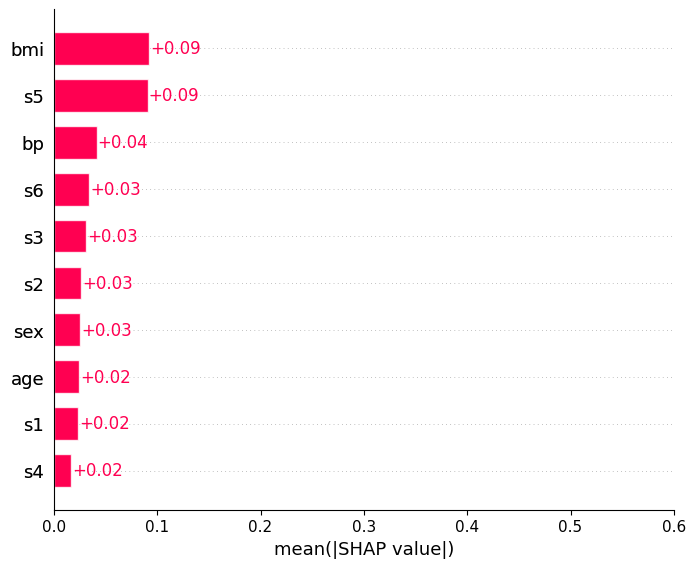 bmi +0.09
s5 +0.09
bp +0.04
s6 +0.03
s3 +0.03
s2 +0.03
sex +0.03
age +0.02
s1 +0.02
s4 +0.02
0.0 0.1 0.2 0.3 0.4 0.5 0.6
mean(|SHAP value|)